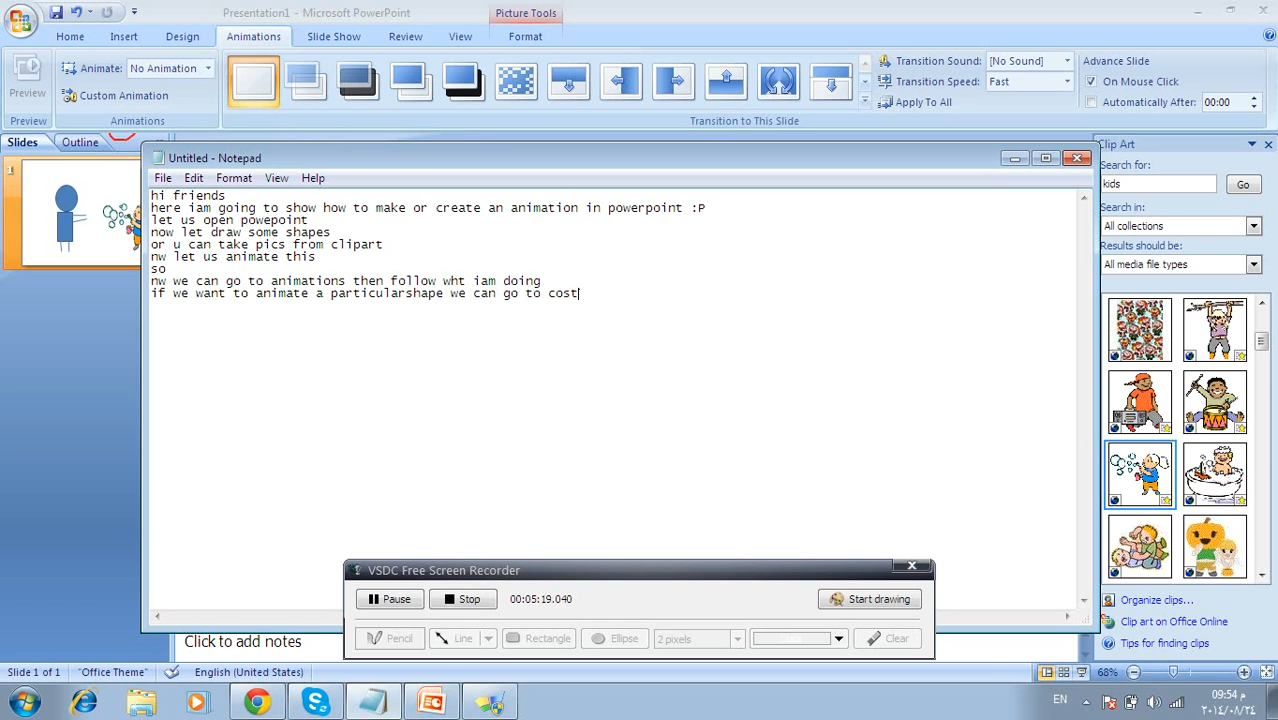 Presentation1 - Microsoft PowerPoint
Picture Tools
Home
Insert
Design
Animations
Slide Show
Review
View
Format
Preview
Animate:
No Animation
Custom Animation
Transition Sound:
[No Sound]
Transition Speed:
Fast
Apply To All
Advance Slide
On Mouse Click
Automatically After:
00:00
Preview
Animations
Transition to This Slide
Slides
Outline
1
Untitled - Notepad
File
Edit
Format
View
Help
hi friends
here iam going to show how to make or create an animation in powerpoint :P
let us open powepoint
now let draw some shapes
or u can take pics from clipart
nw let us animate this
so
nw we can go to animations then follow wht iam doing
if we want to animate a particularshape we can go to cost
Clip Art
Search for:
kids
Go
Search in:
All collections
Results should be:
All media file types
Organize clips...
Clip art on Office Online
Tips for finding clips
VSDC Free Screen Recorder
Pause
Stop
00:05:19.040
Start drawing
Pencil
Line
Rectangle
Ellipse
2 pixels
Clear
Click to add notes
Slide 1 of 1
"Office Theme"
English (United States)
68%
EN
09:54 م
٢٠١٤/٠٨/٢٤